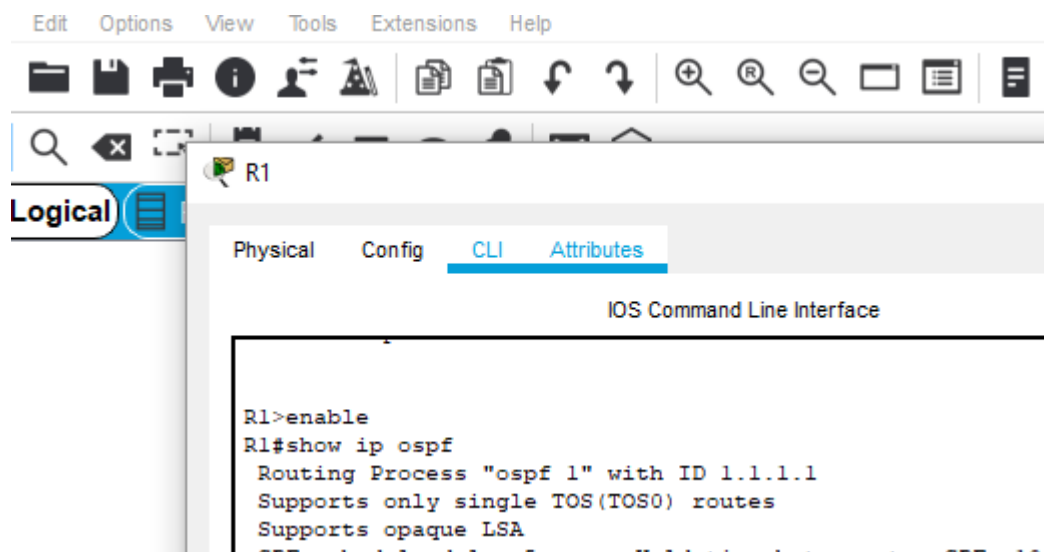 Edit Options View Tools Extensions Help
Logical
R1
Physical Config CLI Attributes
IOS Command Line Interface
R1>enable
R1#show ip ospf
Routing Process "ospf 1" with ID 1.1.1.1
Supports only single TOS(TOS0) routes
Supports opaque LSA